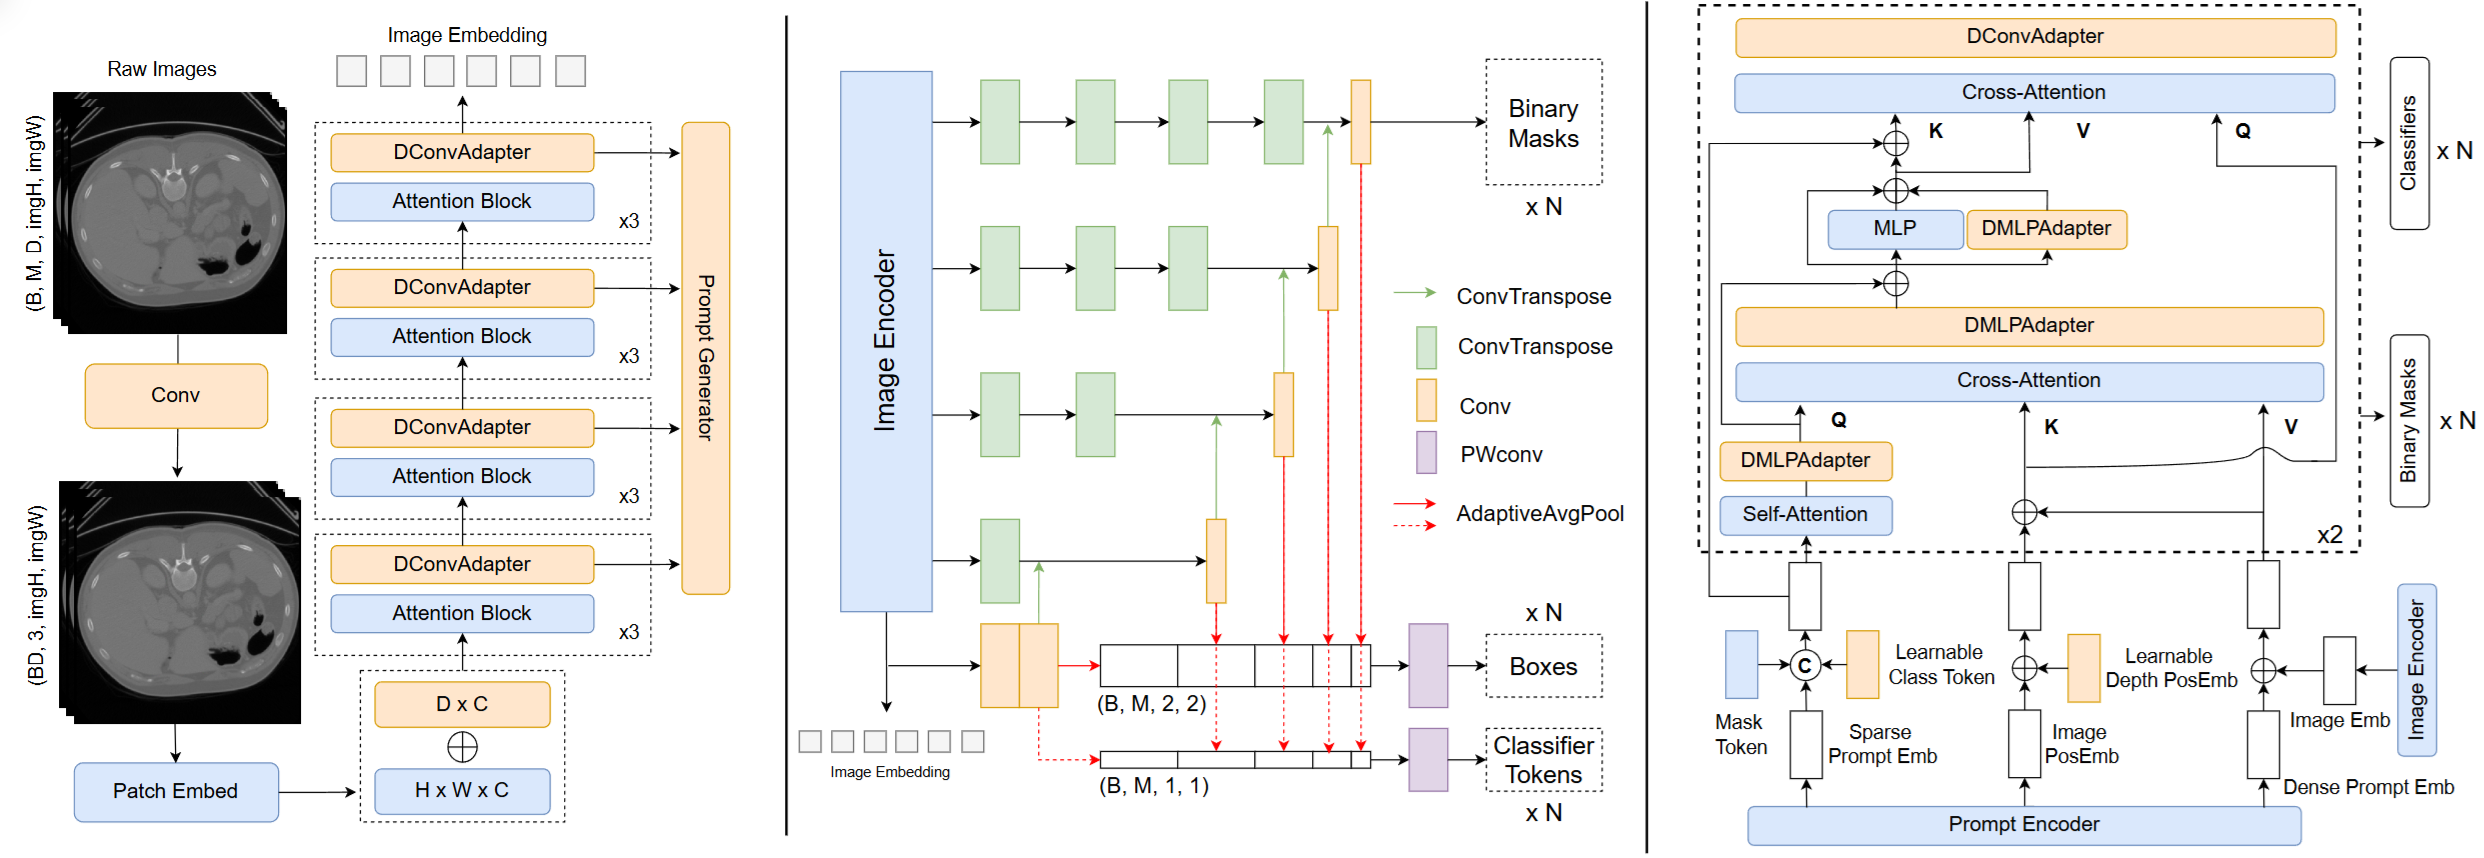 Raw Images
(B, M, D, imgH, imgW)
Conv
(BD, 3, imgH, imgW)
Patch Embed
Image Embedding
DConvAdapter
Attention Block
x3
DConvAdapter
Attention Block
x3
DConvAdapter
Attention Block
x3
DConvAdapter
Attention Block
x3
D x C
H x W x C
Prompt Generator
Image Encoder
Image Embedding
Binary
Masks
x N
ConvTranspose
ConvTranspose
Conv
PWconv
AdaptiveAvgPool
x N
Boxes
(B, M, 2, 2)
Classifier
Tokens
(B, M, 1, 1)
x N
DConvAdapter
Cross-Attention
K
V
Q
MLP
DMLPAdapter
DMLPAdapter
Cross-Attention
Q
K
V
DMLPAdapter
Self-Attention
x2
Classifiers
x N
Binary Masks
x N
C
Mask
Token
Learnable
Class Token
Sparse
Prompt Emb
Learnable
Depth PosEmb
Image
PosEmb
Image Emb
Image Encoder
Dense Prompt Emb
Prompt Encoder